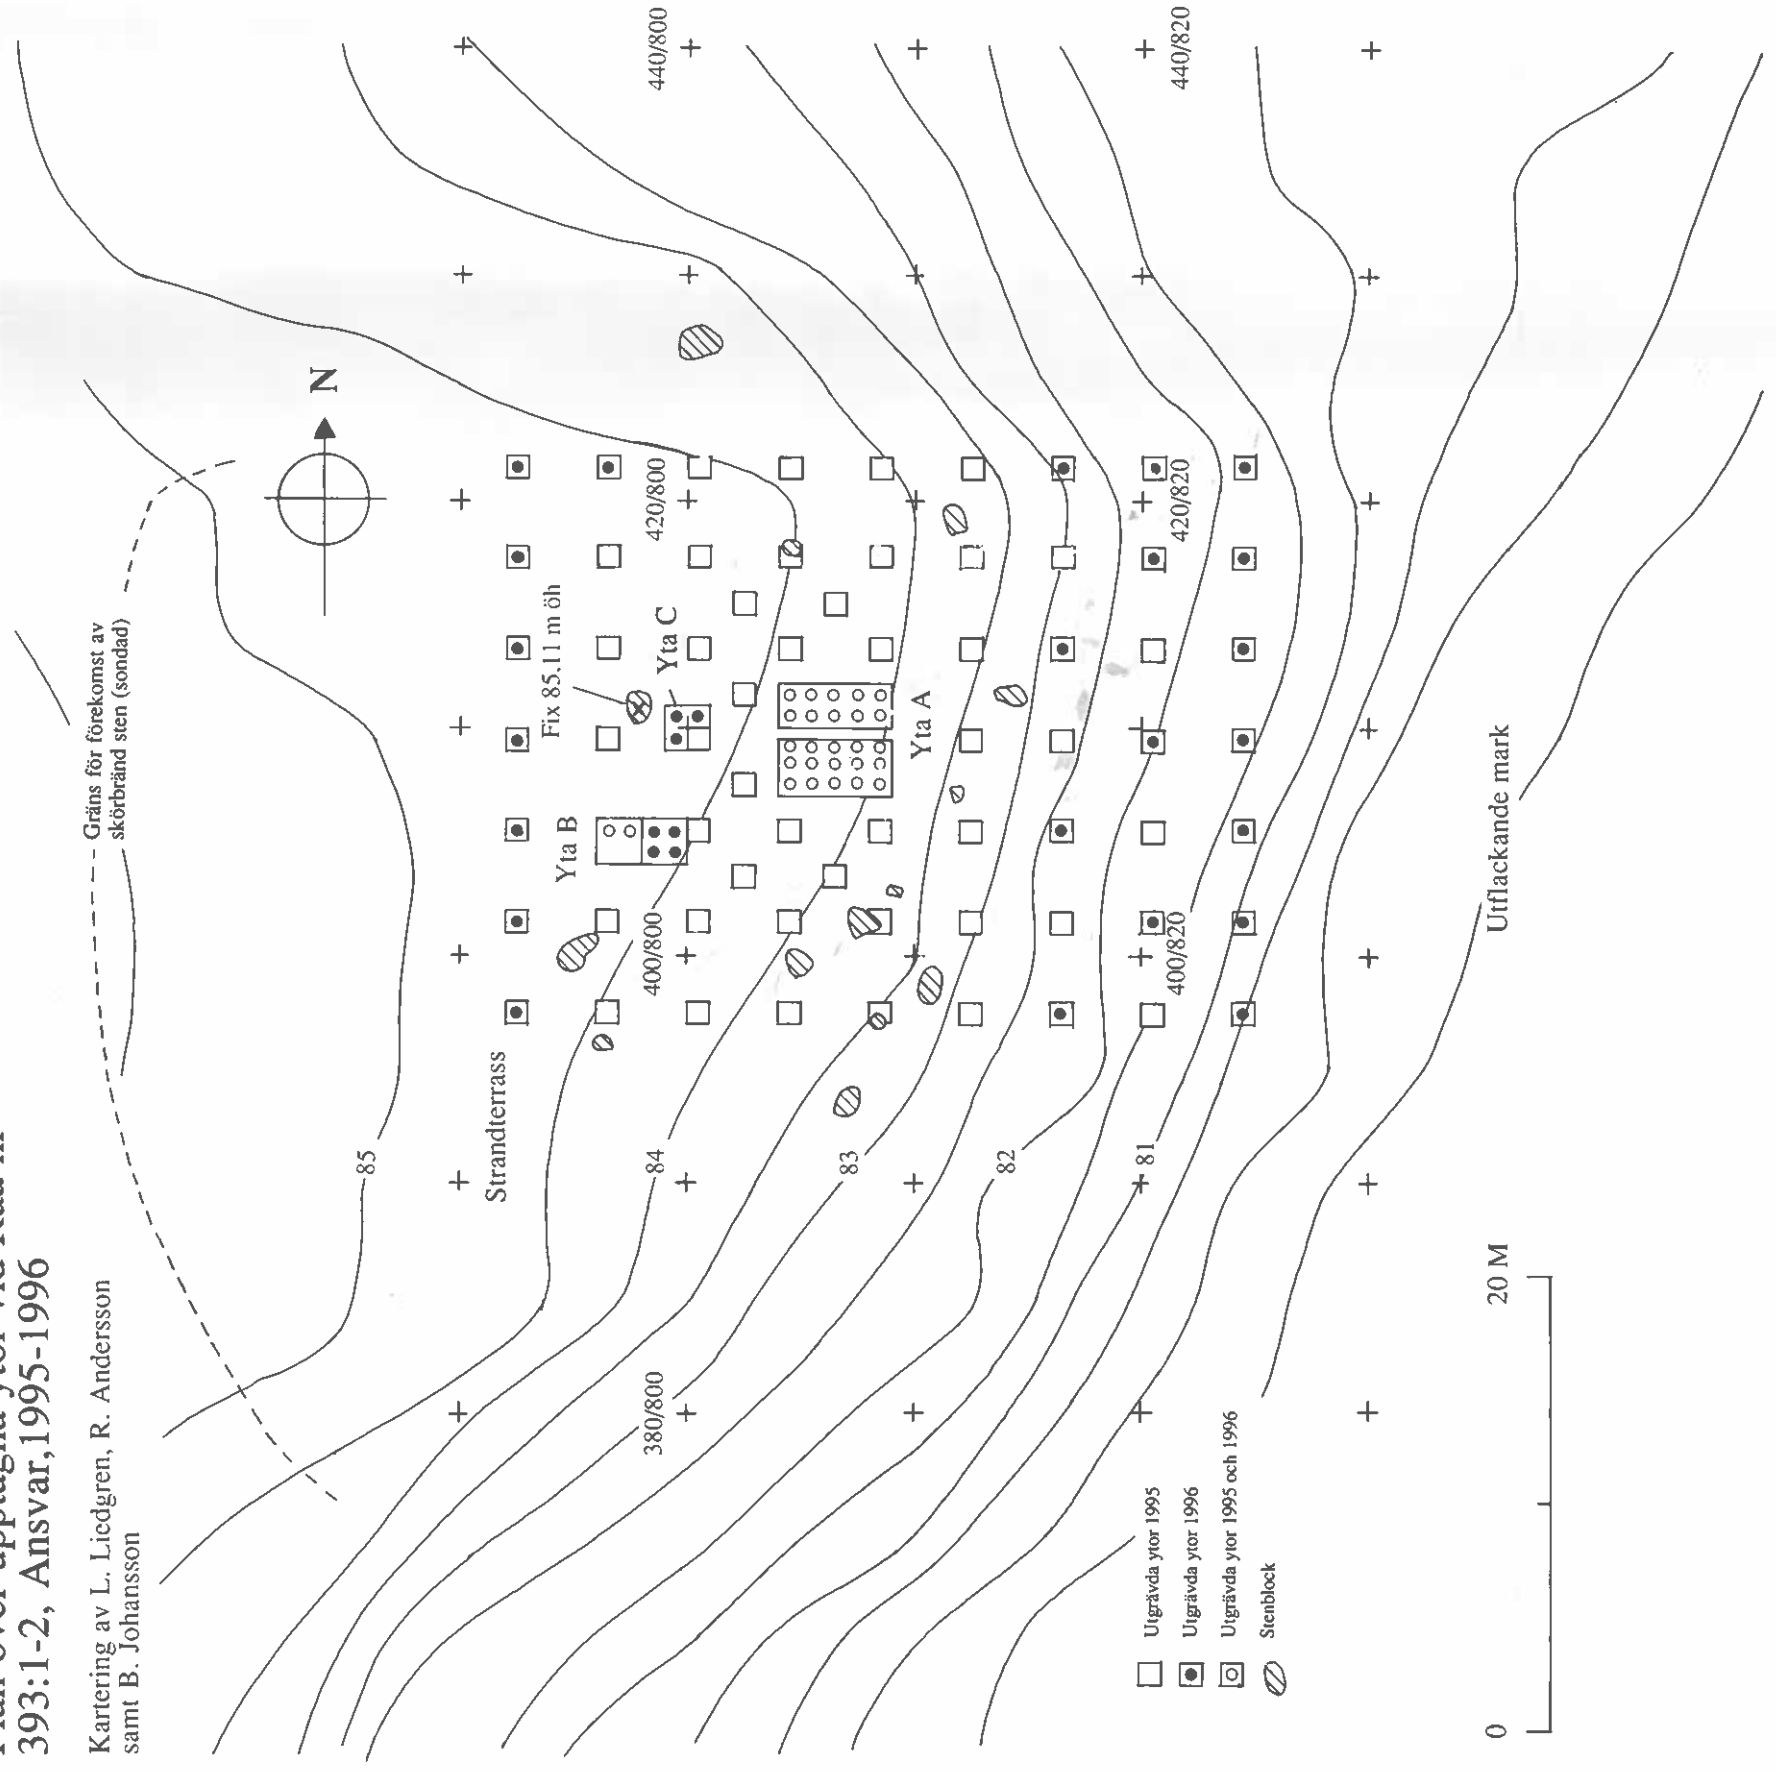 393:1-2, Ansvar,1995-1996
Kartering av L. Liedgren, R. Andersson
samt B. Johansson
Gräns för förekomst av
skörbränd sten (sondad)
N
440/800
440/820
420/800
420/820
Fix 85.11 m öh
Yta C
Yta B
Yta A
400/800
400/820
Strandterrass
85
84
83
82
81
380/800
Utflackande mark
Utgrävda ytor 1995
Utgrävda ytor 1996
Utgrävda ytor 1995 och 1996
Stenblock
0
20 M